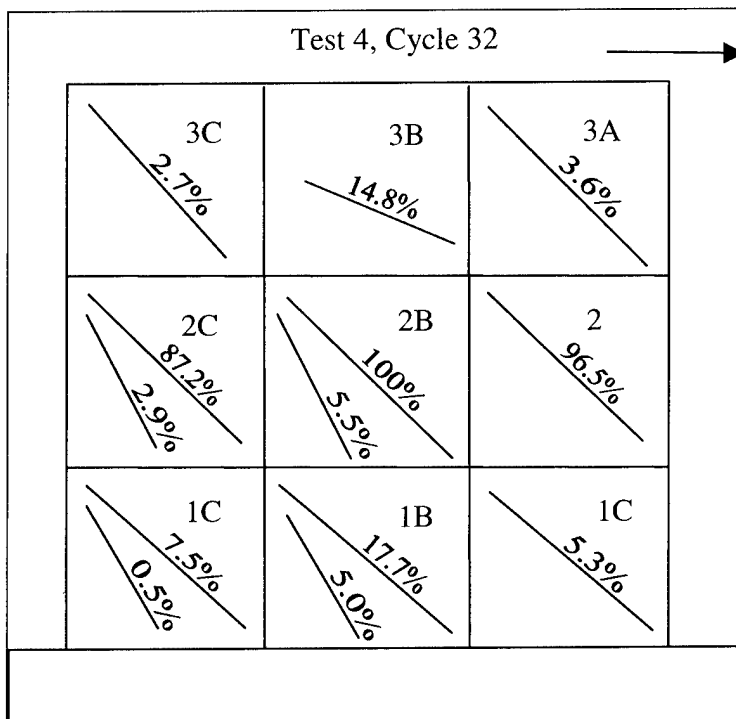 Test 4, Cycle 32
3C
2.7%
3B
14.8%
3A
3.6%
2C
87.2%
2.9%
2B
100%
5.5%
2
96.5%
1C
7.5%
0.5%
1B
17.7%
5.0%
1C
5.3%